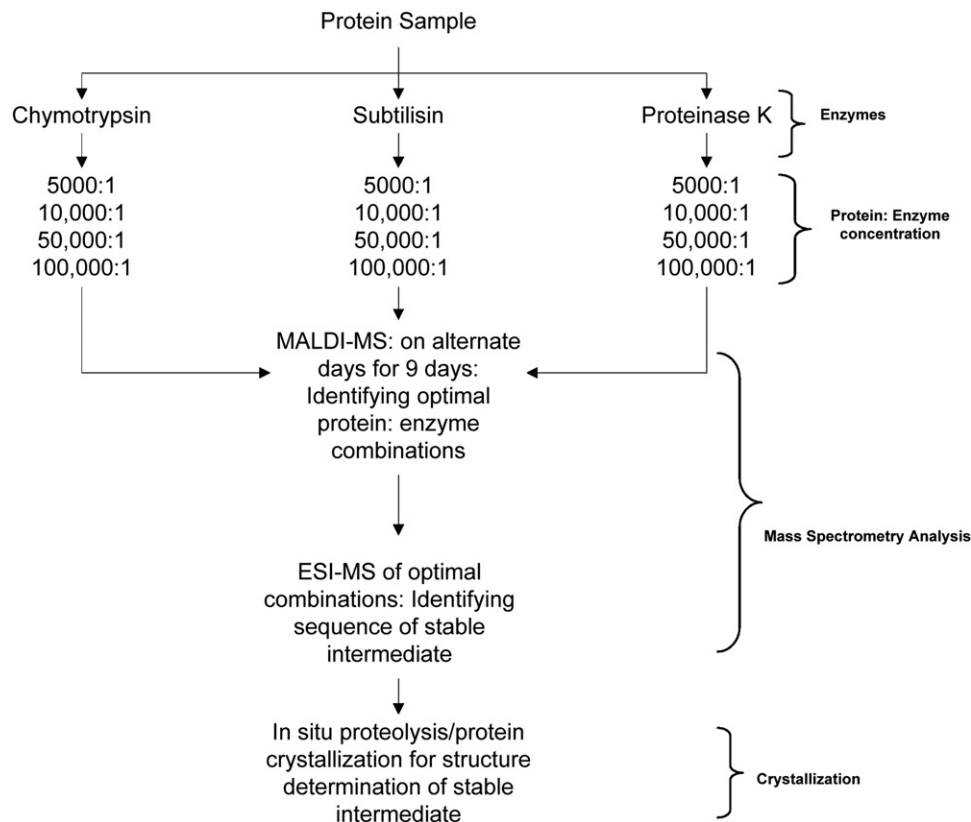 Protein Sample
Chymotrypsin
Subtilisin
Proteinase K
Enzymes
5000:1
10,000:1
50,000:1
100,000:1
5000:1
10,000:1
50,000:1
100,000:1
5000:1
10,000:1
50,000:1
100,000:1
Protein: Enzyme
concentration
MALDI-MS: on alternate
days for 9 days:
Identifying optimal
protein: enzyme
combinations
Mass Spectrometry Analysis
ESI-MS of optimal
combinations: Identifying
sequence of stable
intermediate
In situ proteolysis/protein
crystallization for structure
determination of stable
intermediate
Crystallization